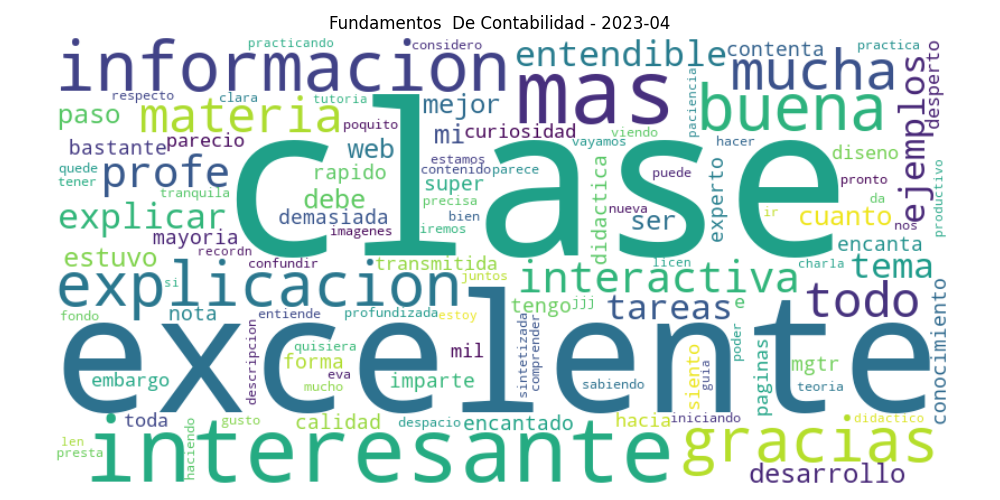 Fundamentos  De Contabilidad - 2023-04
practicando
considero
entendible
contenta
practica
informacion
mas
mucha
desperto
respecto
clara
tutoria
mejor
paciencia
buena
paso
materia
poquito
mi
curiosidad
viendo
vayamos
hacer
ejemplos
bastante
parecio
web
estamos
contenido
parece
clase
diseno
quede
tener
profe
tranquila
rapido
super
puede
pronto
productivo
debe
precisa
didactica
experto
da
explicar
demasiada
imagenes
bien
iremos
nueva
ser
ir
cuanto
nos
mayoria
recordn
encanta
estuvo
confundir
transmitida
juntos
licen
charla
tema
explicacion
si
interactiva
conocimiento
fondo
nota
entiende
profundizada
estoy
tengo
jjj
tareas
e
todo
descripcion
quisiera
forma
mil
sintetizada
comprender
poder
mgtr
embargo
eva
mucho
imparte
sabiendo
siento
guia
paginas
teoria
excelente
toda
gusto
calidad
despacio
encantado
hacia
iniciando
didactico
len
presta
haciendo
interesante
gracias
desarrollo